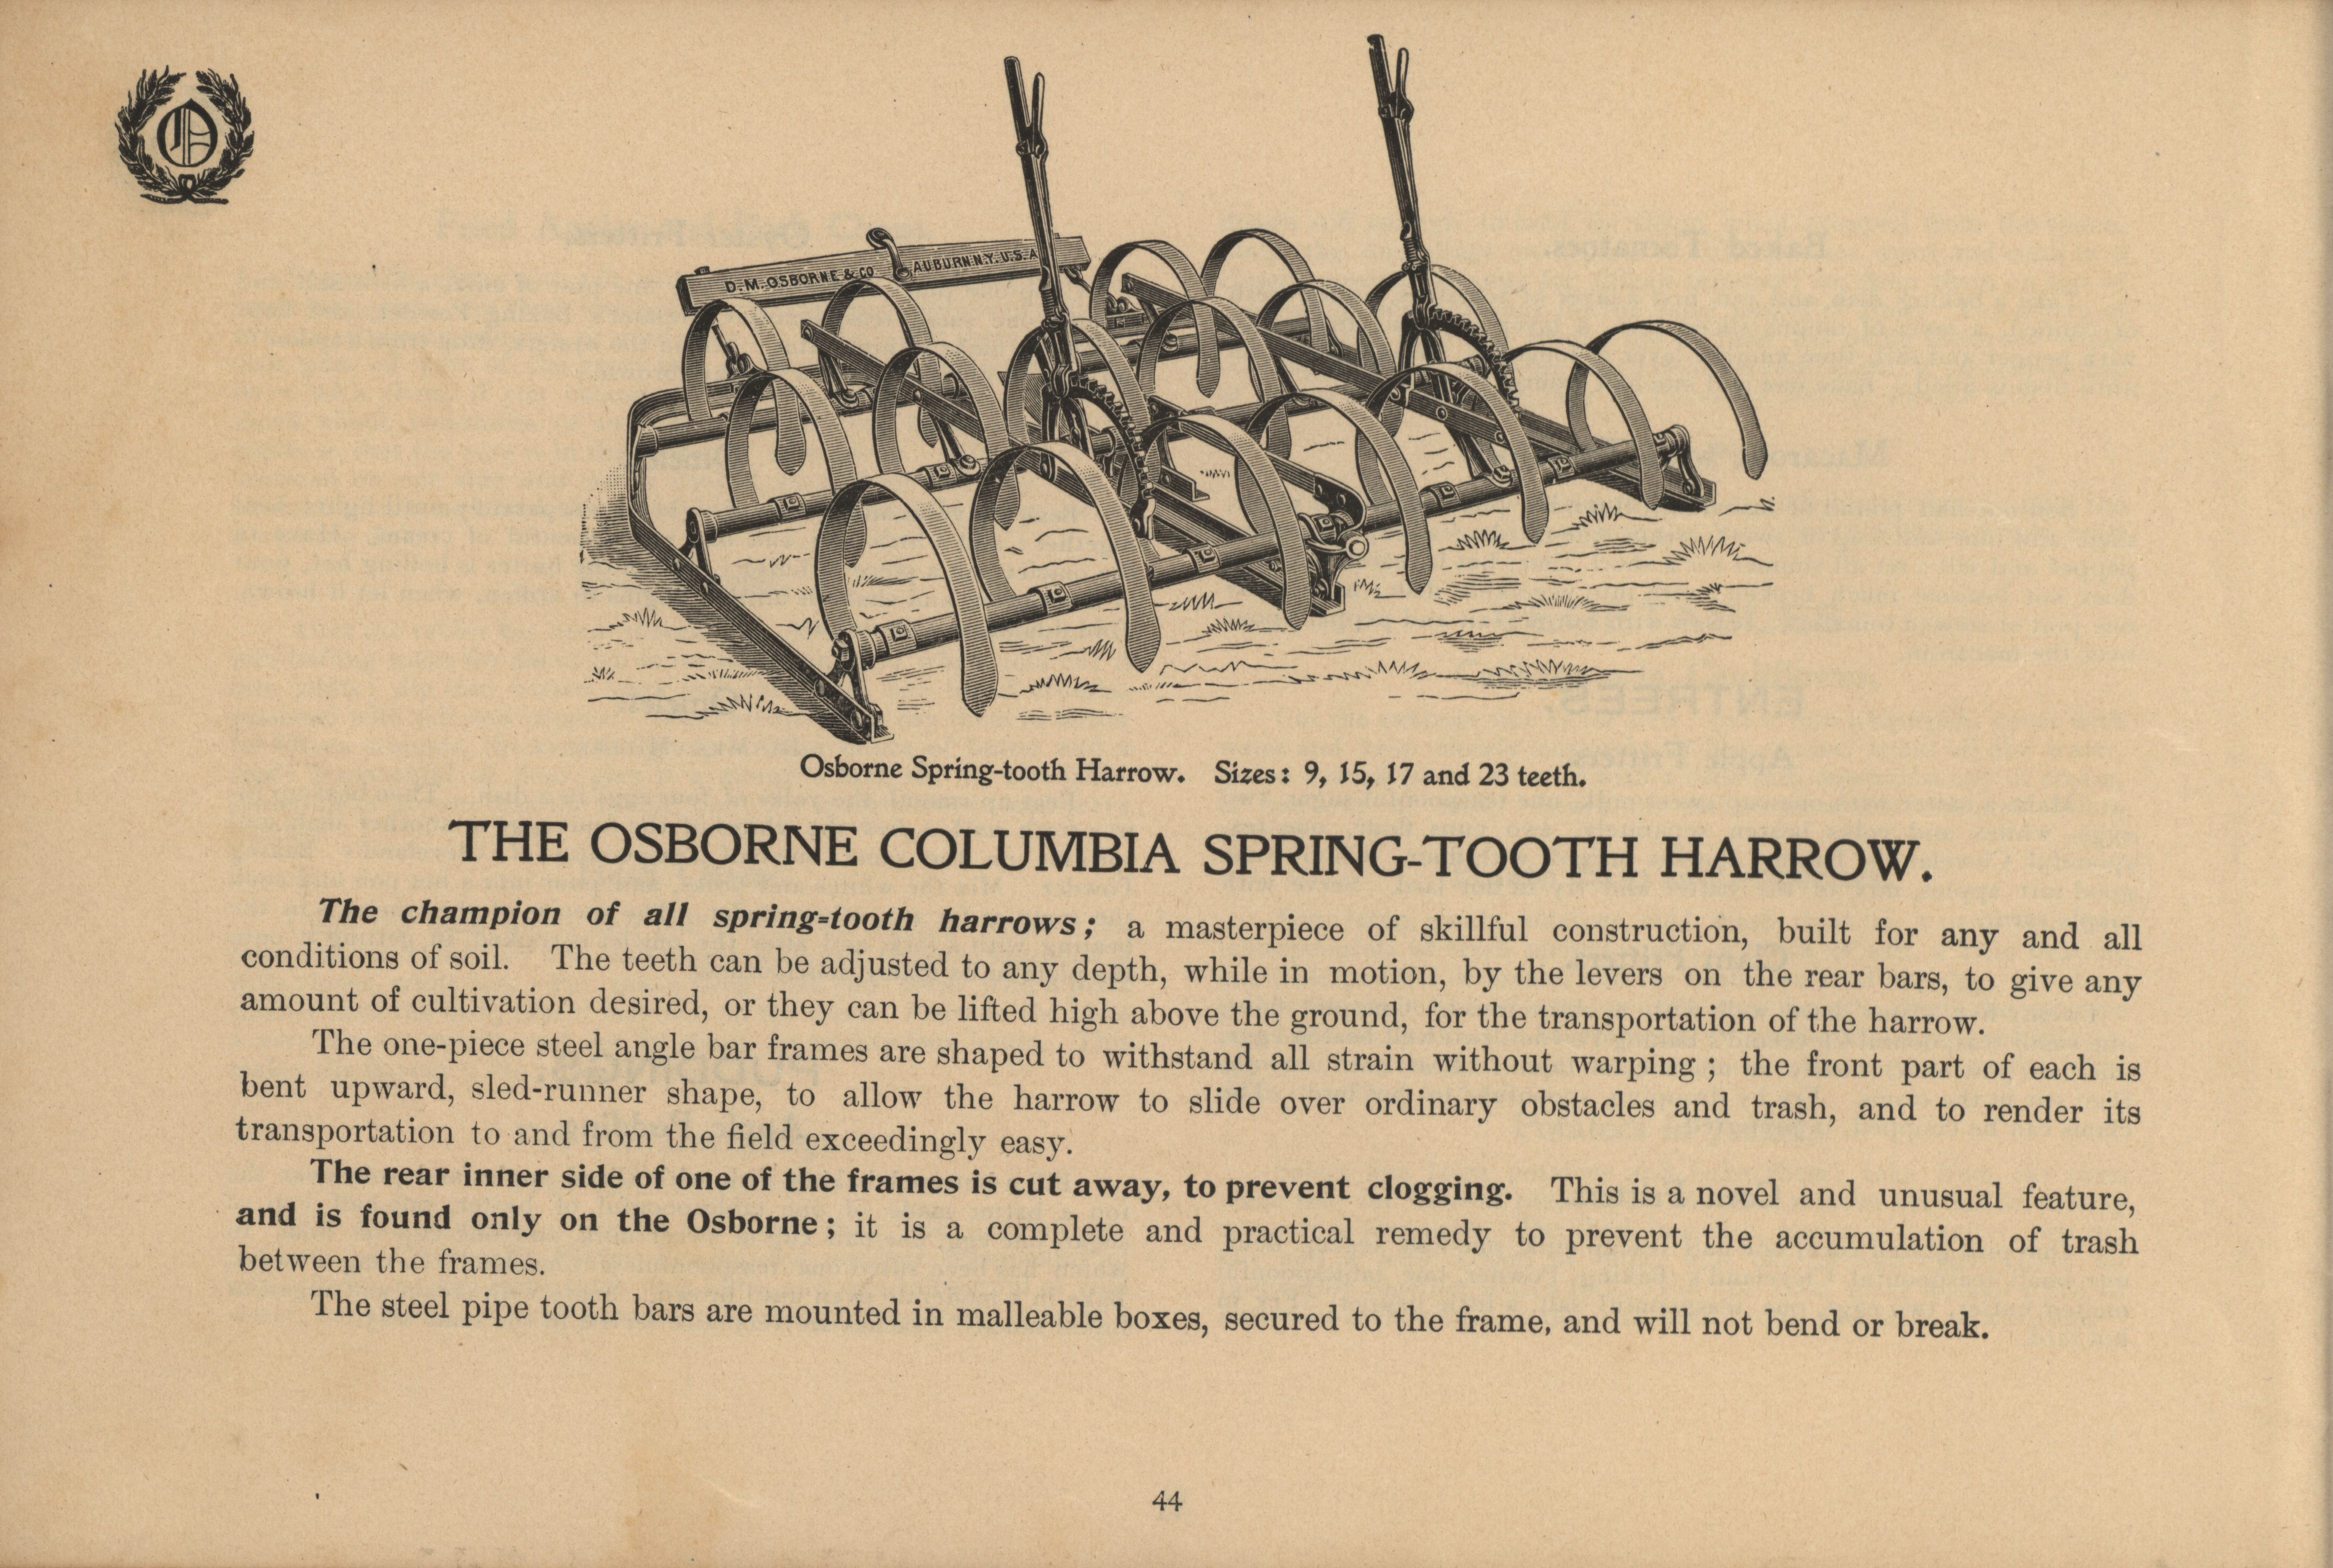 D. M. OSBORNE & CO AUBURN N.Y. U.S.A
Osborne Spring-tooth Harrow. Sizes: 9, 15, 17 and 23 teeth.
THE OSBORNE COLUMBIA SPRING-TOOTH HARROW.
The champion of all spring-tooth harrows; a masterpiece of skillful construction, built for any and all
conditions of soil. The teeth can be adjusted to any depth, while in motion, by the levers on the rear bars, to give any
amount of cultivation desired, or they can be lifted high above the ground, for the transportation of the harrow.
The one-piece steel angle bar frames are shaped to withstand all strain without warping; the front part of each is
bent upward, sled-runner shape, to allow the harrow to slide over ordinary obstacles and trash, and to render its
transportation to and from the field exceedingly easy.
The rear inner side of one of the frames is cut away, to prevent clogging. This is a novel and unusual feature,
and is found only on the Osborne; it is a complete and practical remedy to prevent the accumulation of trash
between the frames.
The steel pipe tooth bars are mounted in malleable boxes, secured to the frame, and will not bend or break.
44